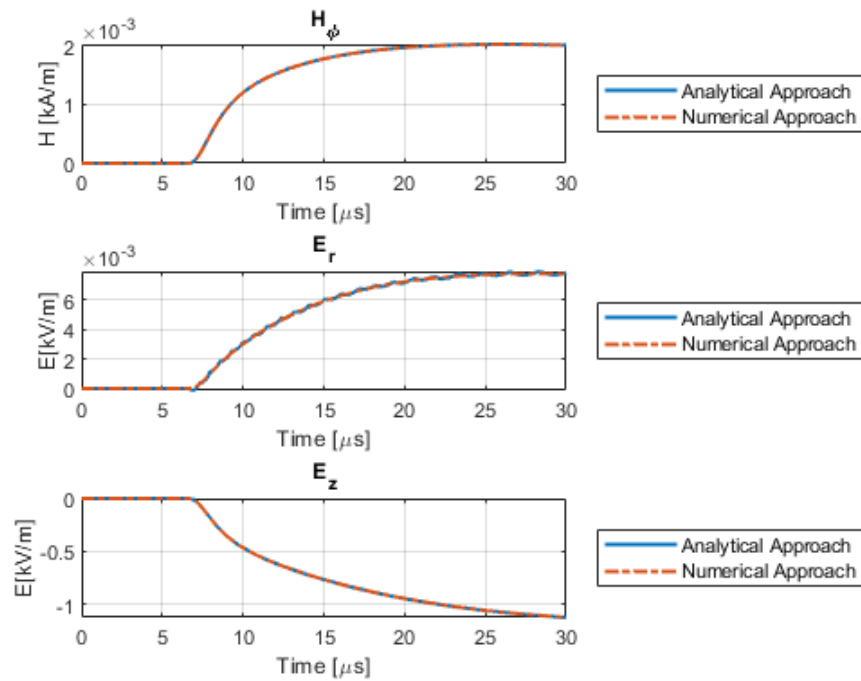 H_ϕ
×10^-3
H [kA/m]
2
1
0
0 5 10 15 20 25 30
Time [μs]
Analytical Approach
Numerical Approach
E_r
×10^-3
E[kV/m]
6
4
2
0
0 5 10 15 20 25 30
Time [μs]
Analytical Approach
Numerical Approach
E_z
E[kV/m]
0
-0.5
-1
0 5 10 15 20 25 30
Time [μs]
Analytical Approach
Numerical Approach